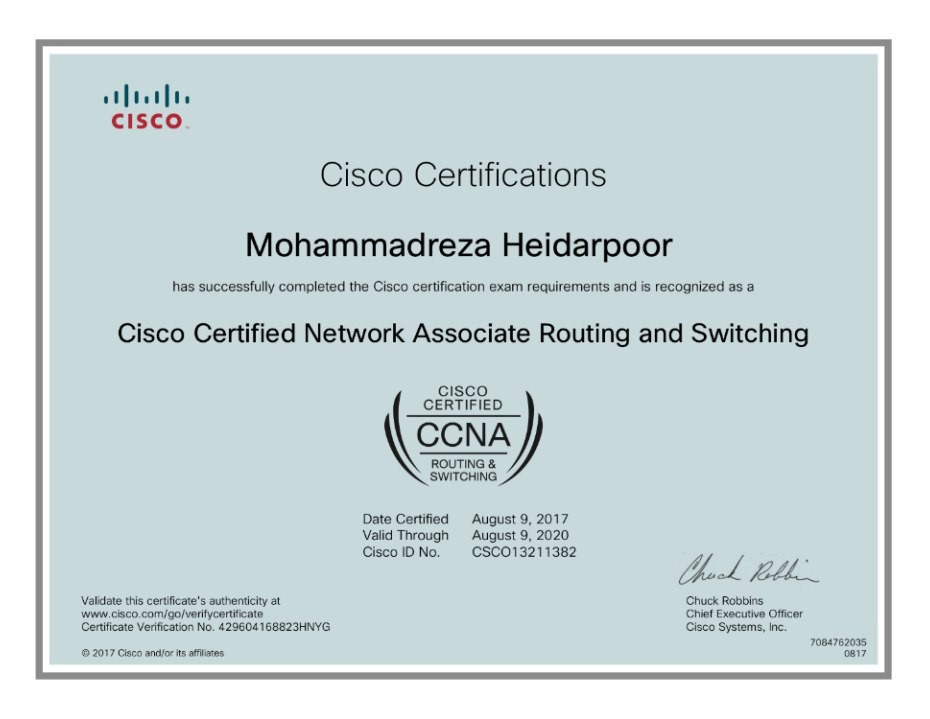 CISCO
Cisco Certifications
Mohammadreza Heidarpoor
has successfully completed the Cisco certification exam requirements and is recognized as a
Cisco Certified Network Associate Routing and Switching
CISCO
CERTIFIED
CCNA
ROUTING &
SWITCHING
Date Certified August 9, 2017
Valid Through August 9, 2020
Cisco ID No. CSCO13211382
Chuck Robbins
Validate this certificate's authenticity at
www.cisco.com/go/verifycertificate
Certificate Verification No. 429604168823HNYG
© 2017 Cisco and/or its affiliates
Chuck Robbins
Chief Executive Officer
Cisco Systems, Inc.
7084762035
0817